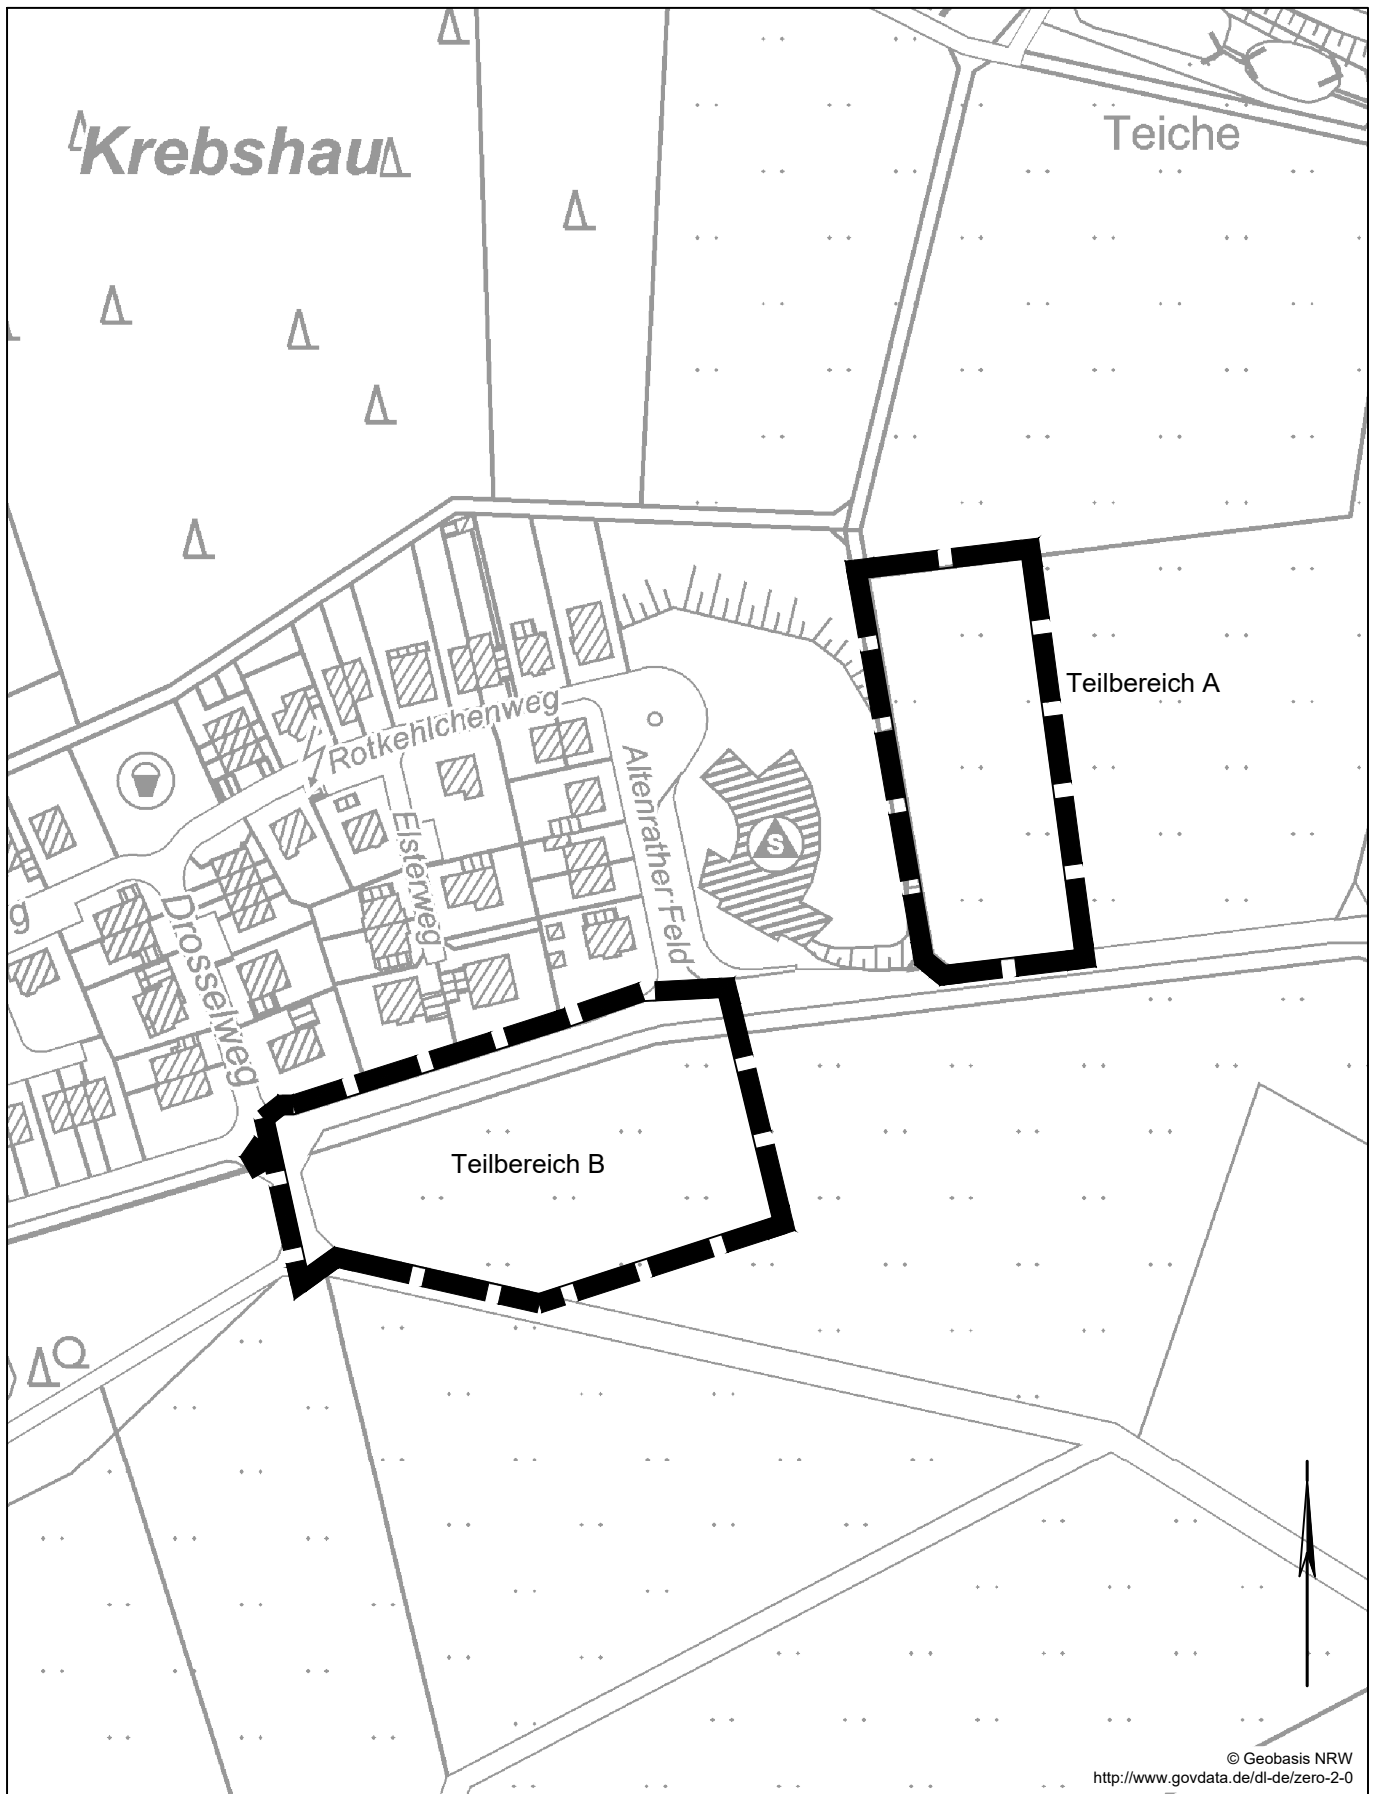 Krebshau
Teiche
Teilbereich A
Rotkehlchenweg
Altenrather Feld
Elsterweg
S
g
Drosselweg
Teilbereich B
© Geobasis NRW
http://www.govdata.de/dl-de/zero-2-0